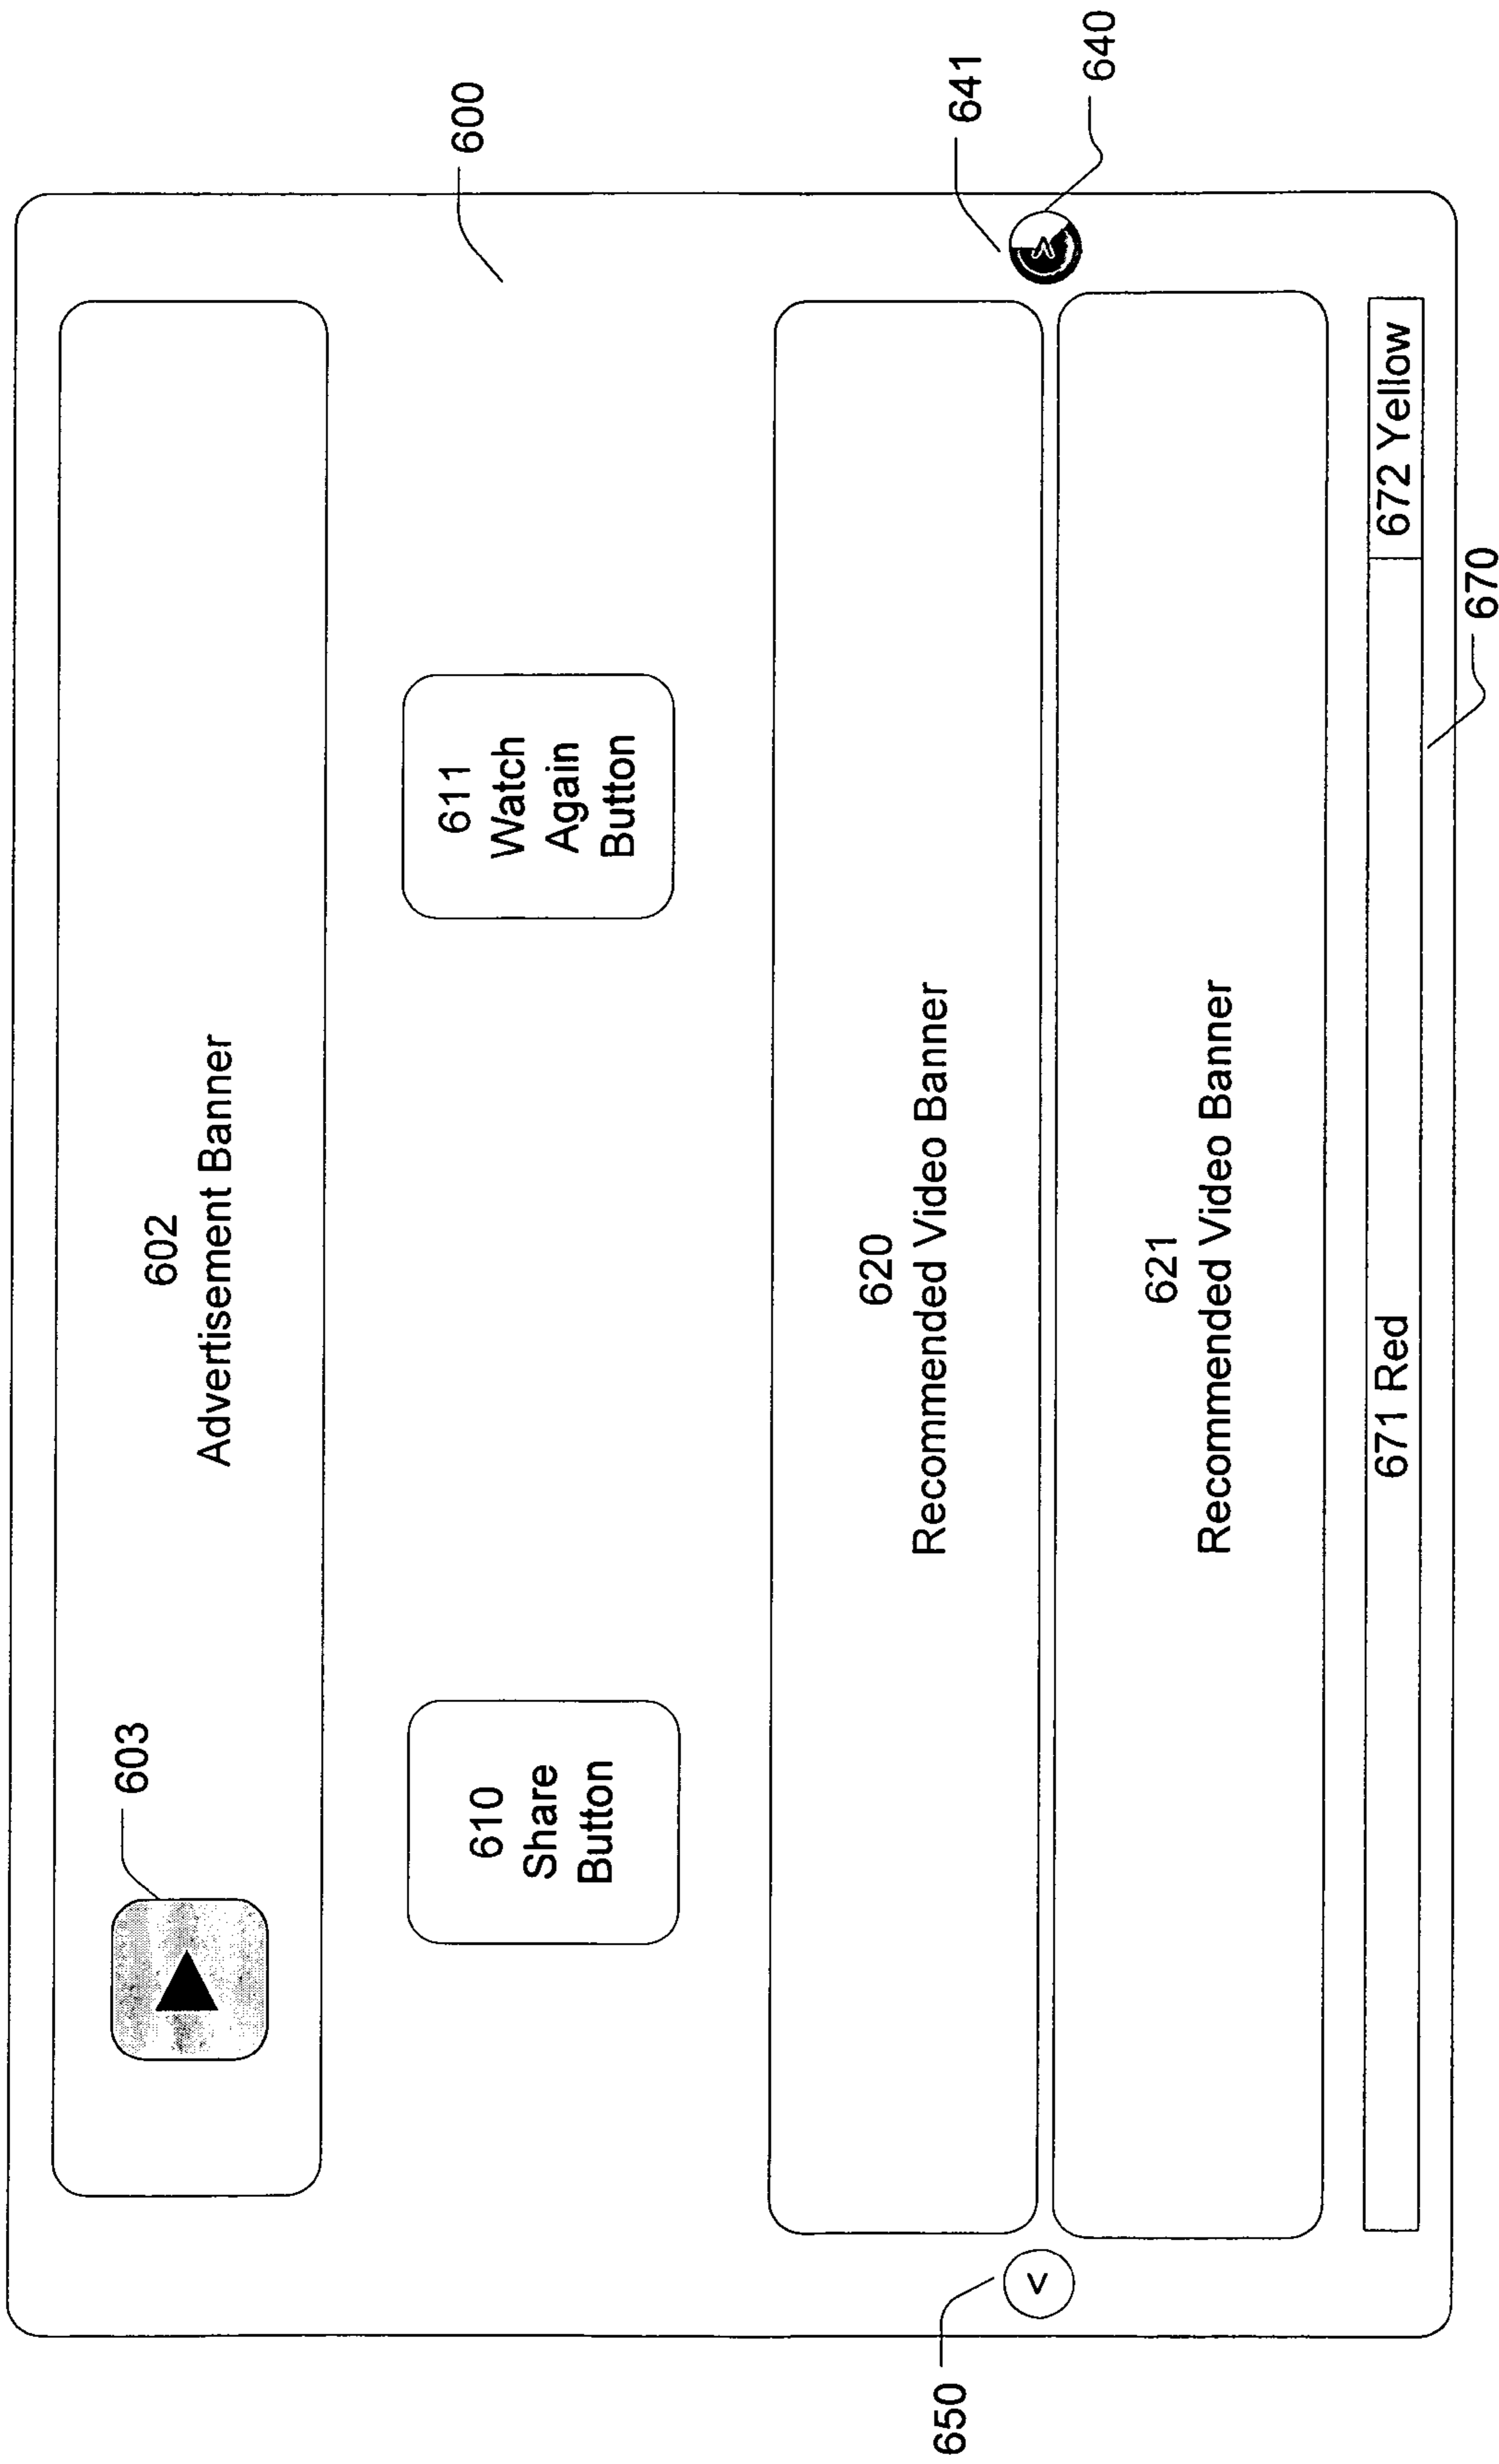 602
Advertisement Banner
603
600
610
Share
Button
611
Watch
Again
Button
620
Recommended Video Banner
641
640
650
<
>
621
Recommended Video Banner
671 Red
672 Yellow
670